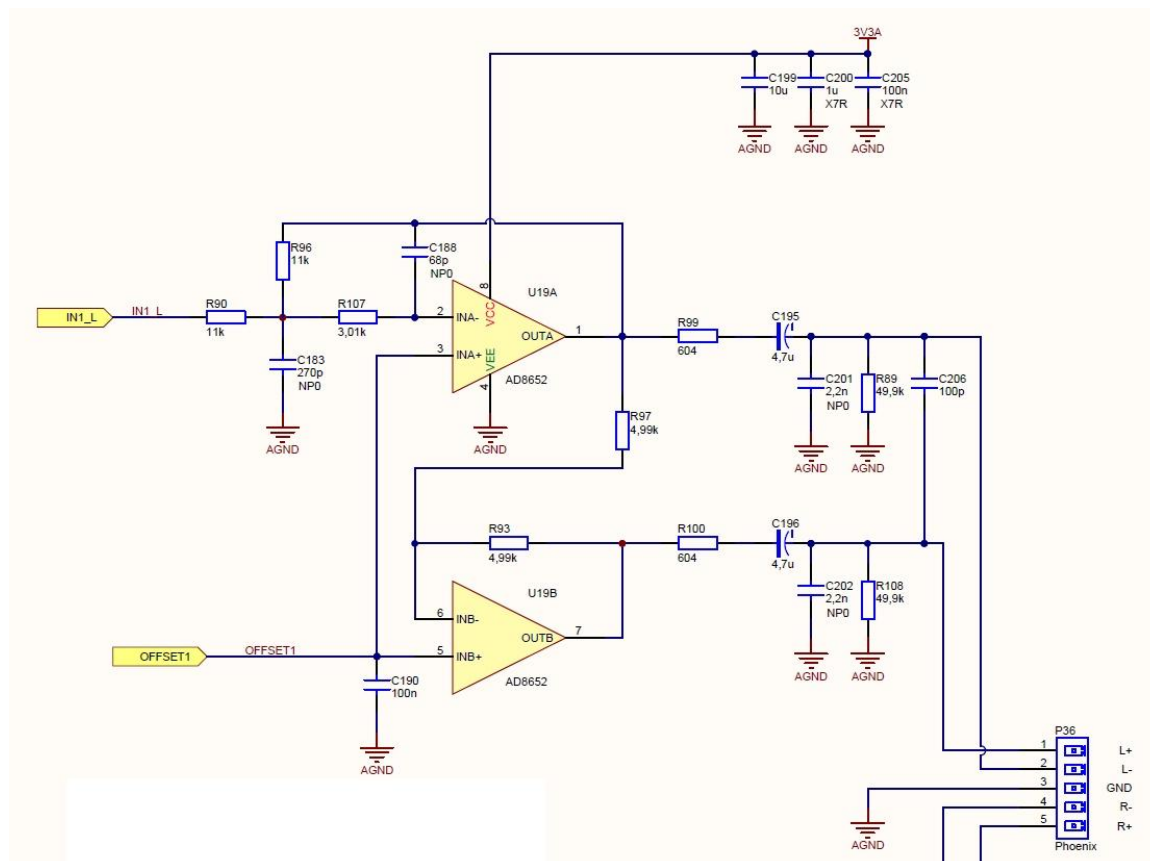 3V3A
C199
10u
C200
1u
X7R
C205
100n
X7R
AGND
AGND
AGND
R96
11k
C188
68p
NP0
8
U19A
IN1_L
IN1_L
R90
11k
R107
3,01k
2
INA-
VCC
OUTA
1
R99
604
C195
4,7u
C183
270p
NP0
3
INA+
VEE
4
AD8652
C201
2,2n
NP0
R89
49,9k
C206
100p
AGND
AGND
R97
4,99k
AGND
AGND
R93
4,99k
R100
604
C196
4,7u
U19B
6
INB-
OUTB
7
C202
2,2n
NP0
R108
49,9k
OFFSET1
OFFSET1
5
INB+
AD8652
C190
100n
AGND
AGND
AGND
P36
1
L+
2
L-
3
GND
4
R-
5
R+
AGND
Phoenix